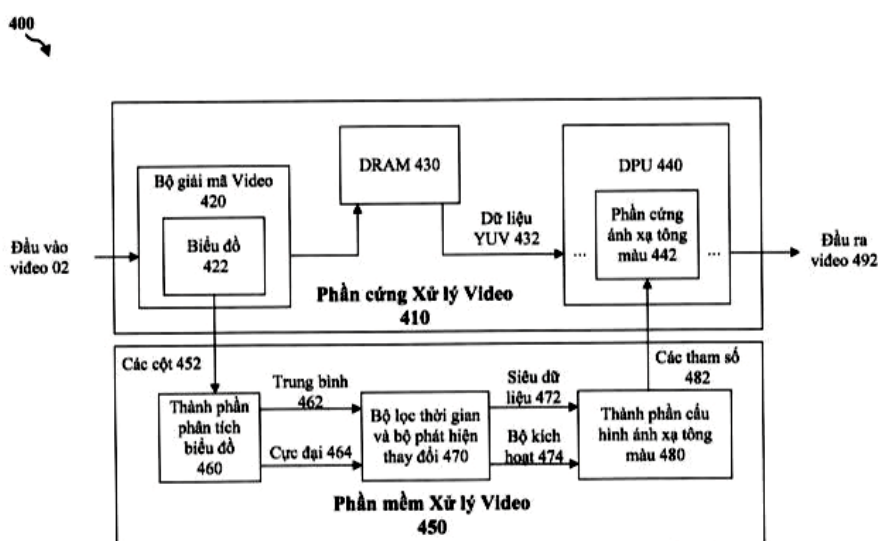 400
DRAM 430
DPU 440
Bộ giải mã Video
420
Biểu đồ
422
Dữ liệu
YUV 432
Phần cứng
ánh xạ tông
màu 442
...
...
Đầu vào
video 02
Đầu ra
video 492
Phần cứng Xử lý Video
410
Các cột 452
Các tham số
482
Trung bình
462
Siêu dữ
liệu 472
Thành phần
phân tích
biểu đồ
460
Bộ lọc thời gian
và bộ phát hiện
thay đổi 470
Thành phần cấu
hình ánh xạ tông
màu 480
Cực đại 464
Bộ kích
hoạt 474
Phần mềm Xử lý Video
450